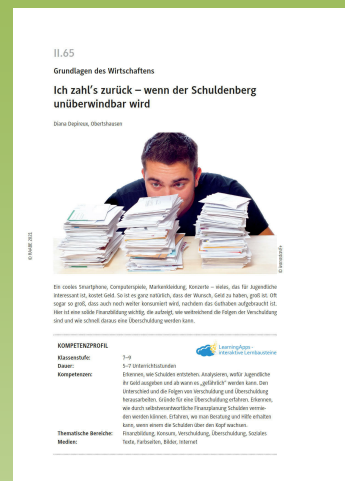 II.65
Grundlagen des Wirtschaftens
Ich zahl's zurück – wenn der Schuldenberg
unüberwindbar wird
Diana Depireux, Obertshausen
© RAABE 2021
Ein cooles Smartphone, Computerspiele, Markenkleidung, Konzerte – vieles, das für Jugendliche
interessant ist, kostet Geld. So ist es ganz natürlich, dass der Wunsch, Geld zu haben, groß ist. Oft
sogar so groß, dass auch noch weiter konsumiert wird, nachdem das Guthaben aufgebraucht ist.
Hier ist eine solide Finanzbildung wichtig, die aufzeigt, wie weitreichend die Folgen der Verschuldung
sind und wie schnell daraus eine Überschuldung werden kann.
KOMPETENZPROFIL
LearningApps -
interaktive Lernbausteine
Klassenstufe: 7–9
Dauer: 5–7 Unterrichtsstunden
Kompetenzen: Erkennen, wie Schulden entstehen. Analysieren, wofür Jugendliche
ihr Geld ausgeben und ab wann es „gefährlich" werden kann. Den
Unterschied und die Folgen von Verschuldung und Überschuldung
herausarbeiten. Gründe für eine Überschuldung erfahren. Erkennen,
wie durch selbstverantwortliche Finanzplanung Schulden vermie-
den werden können. Erfahren, wo man Beratung und Hilfe erhalten
kann, wenn einem die Schulden über den Kopf wachsen.
Thematische Bereiche: Finanzbildung, Konsum, Verschuldung, Überschuldung, Soziales
Medien: Texte, Farbseiten, Bilder, Internet